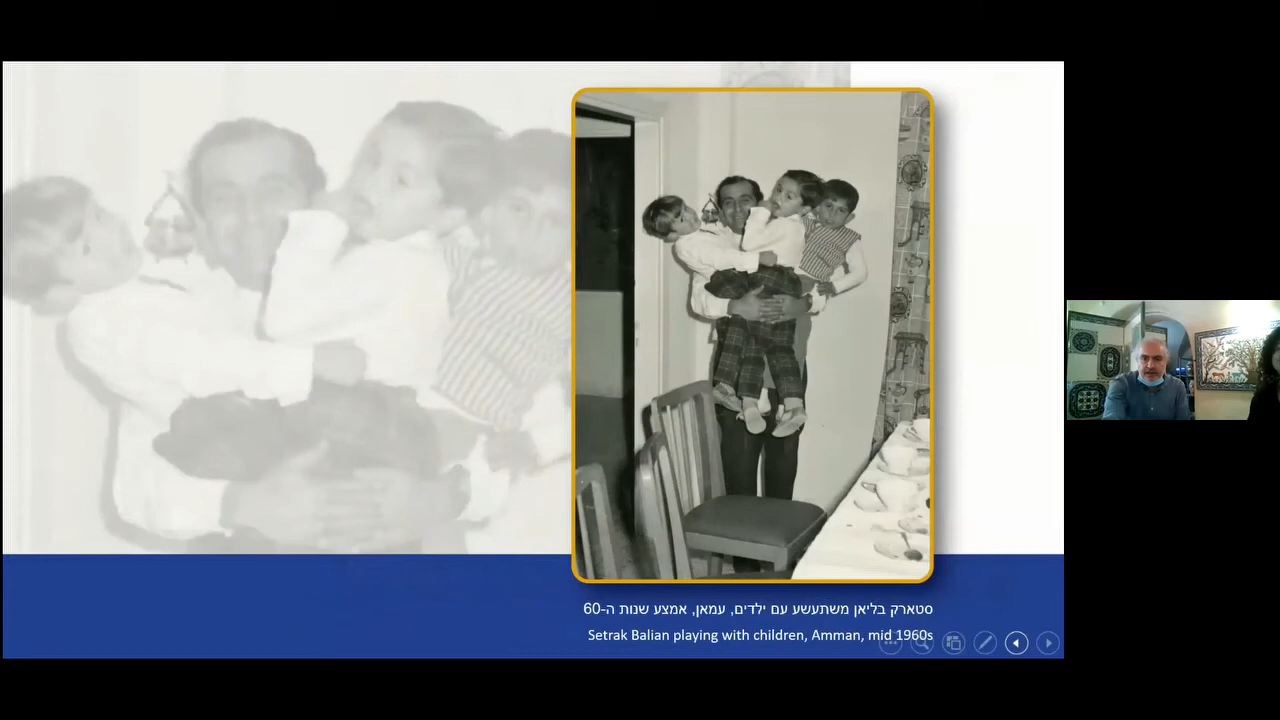 סטארק בליאן משתעשע עם ילדים, עמאן, אמצע שנות ה-60
Setrak Balian playing with children, Amman, mid 1960s